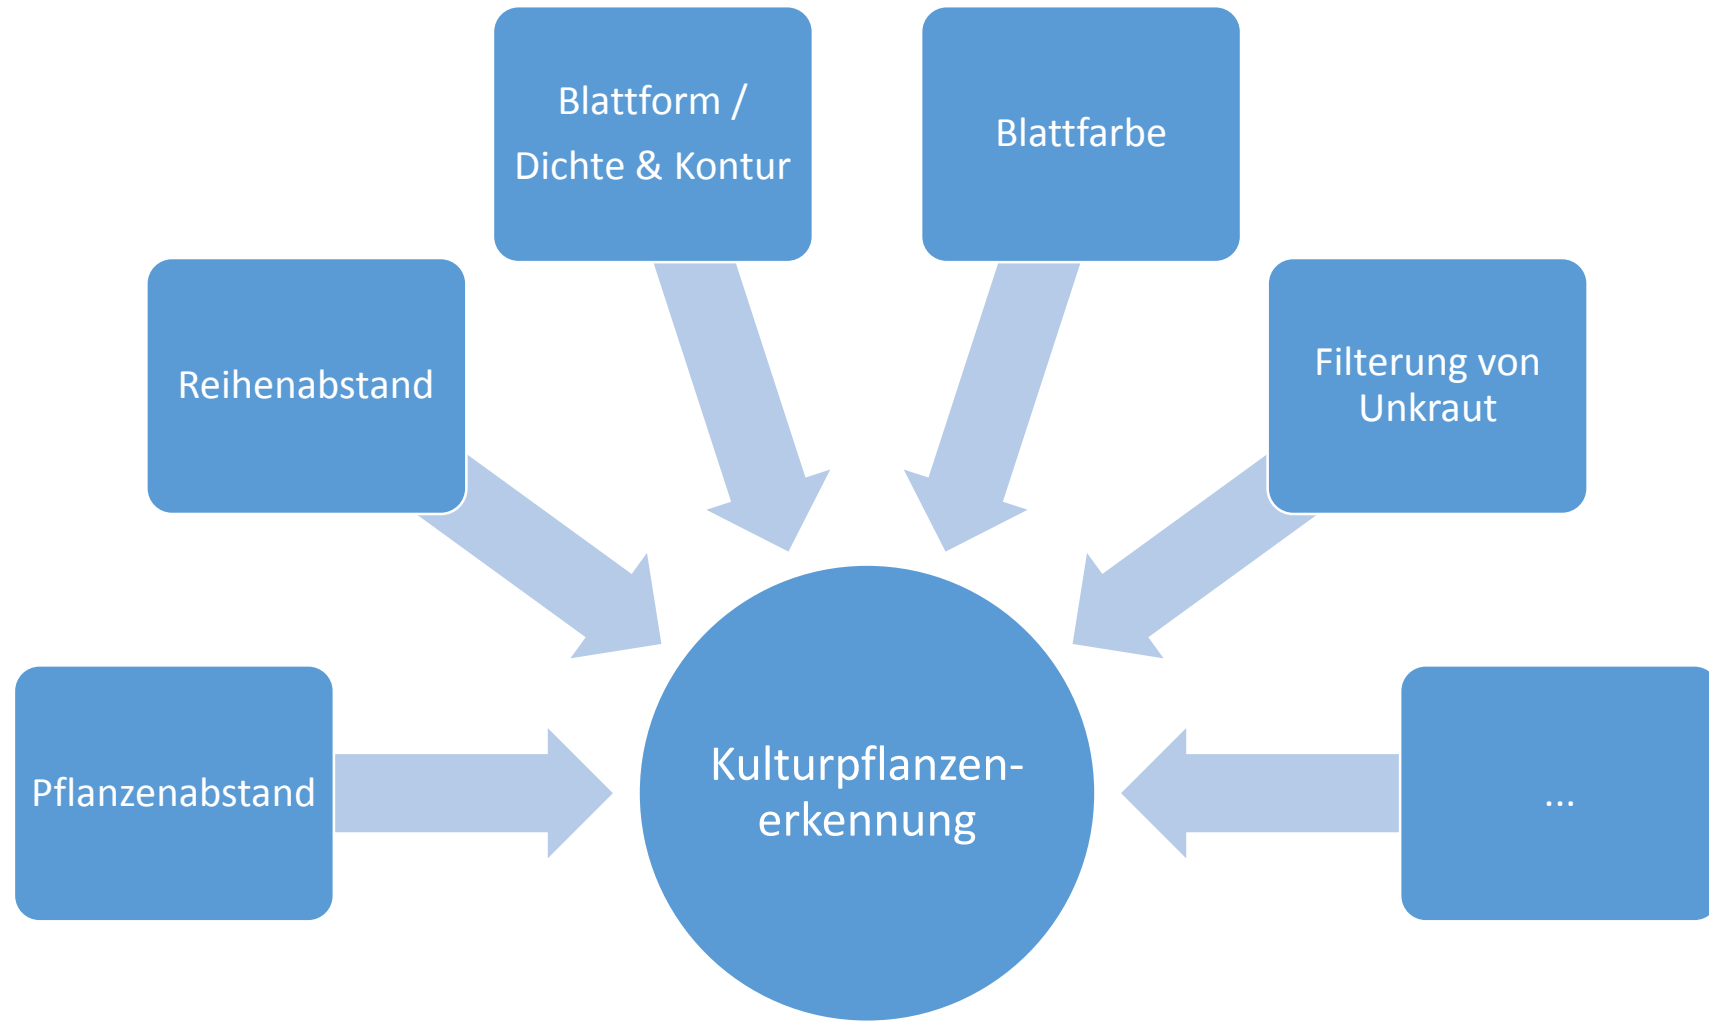 Blattform /
Dichte & Kontur
Blattfarbe
Reihenabstand
Filterung von
Unkraut
Pflanzenabstand
Kulturpflanzen-
erkennung
...